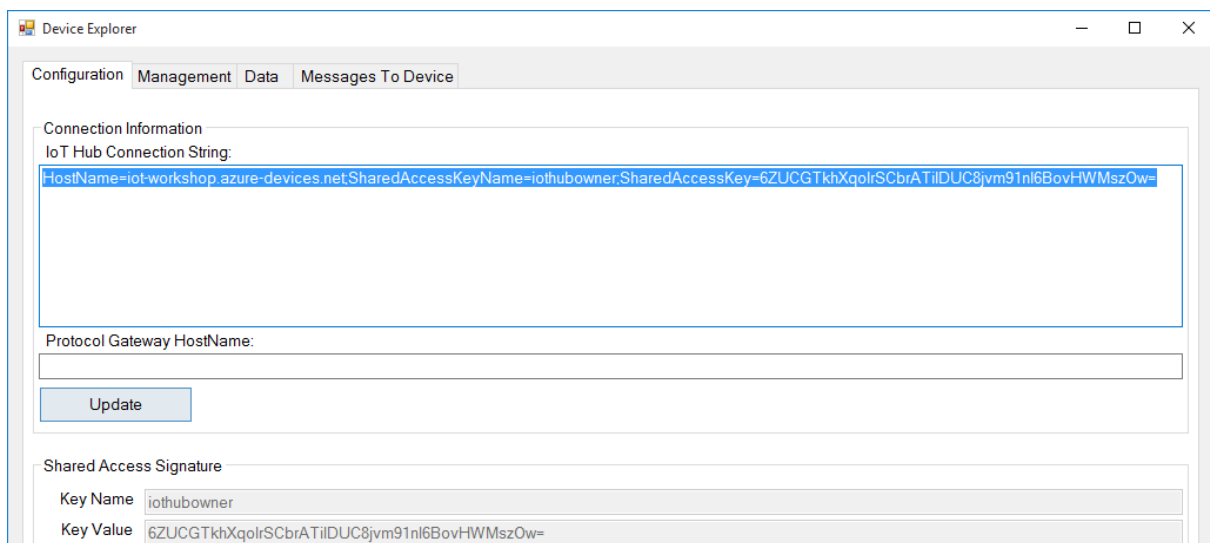 Device Explorer
Configuration Management Data Messages To Device
Connection Information
IoT Hub Connection String:
HostName=iot-workshop.azure-devices.net;SharedAccessKeyName=iothubowner;SharedAccessKey=6ZUCGTkhXqolrSCbrATilDUC8jvm91nl6BovHWMszOw=
Protocol Gateway HostName:
Update
Shared Access Signature
Key Name iothubowner
Key Value 6ZUCGTkhXqolrSCbrATilDUC8jvm91nl6BovHWMszOw=